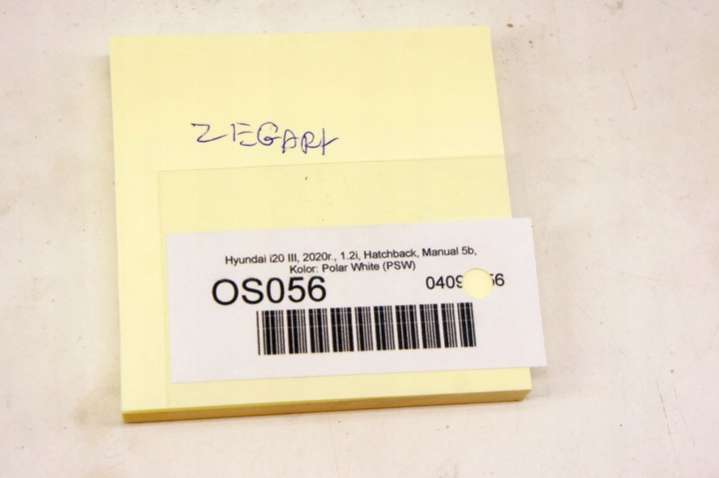 ZEGARY
Hyundai i20 III, 2020r., 1.2i, Hatchback, Manual 5b,
Kolor: Polar White (PSW)
OS056